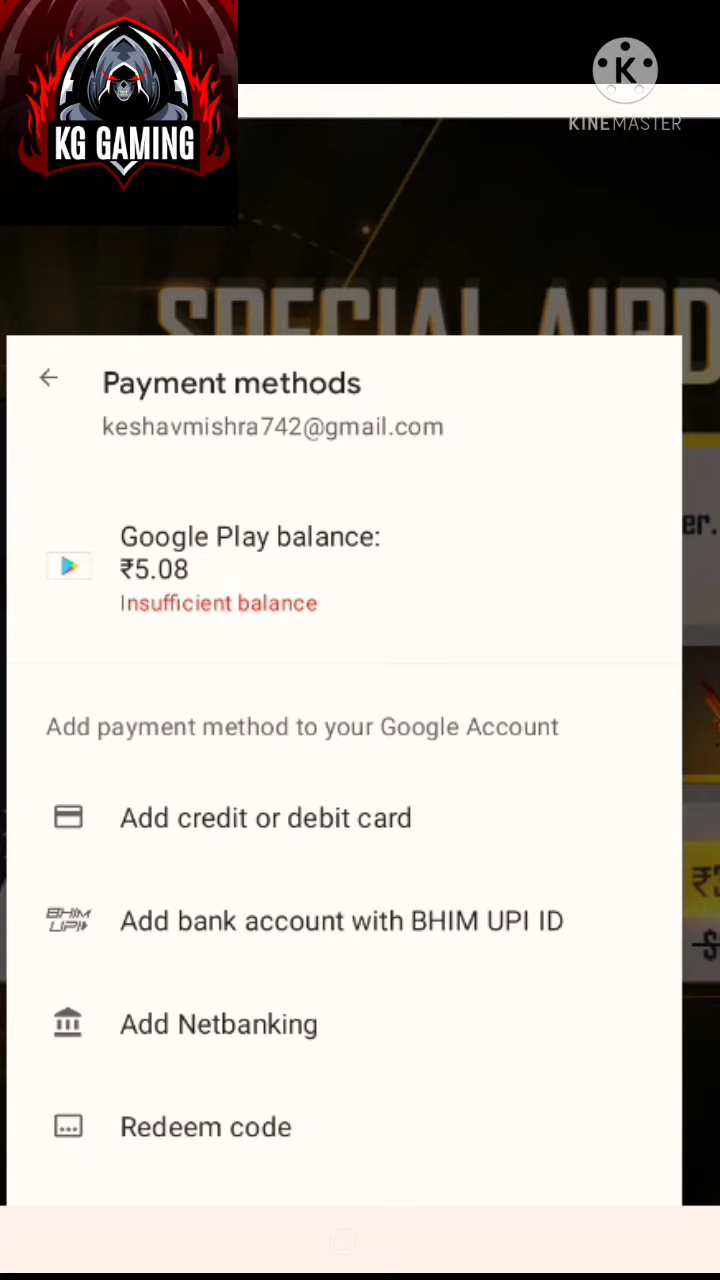 KG GAMING
K
KINEMASTER
SPECIAL AIRD
Payment methods
keshavmishra742@gmail.com
er.
Google Play balance:
₹5.08
Insufficient balance
Add payment method to your Google Account
Add credit or debit card
₹
BHIM
UPI
Add bank account with BHIM UPI ID
Add Netbanking
Redeem code